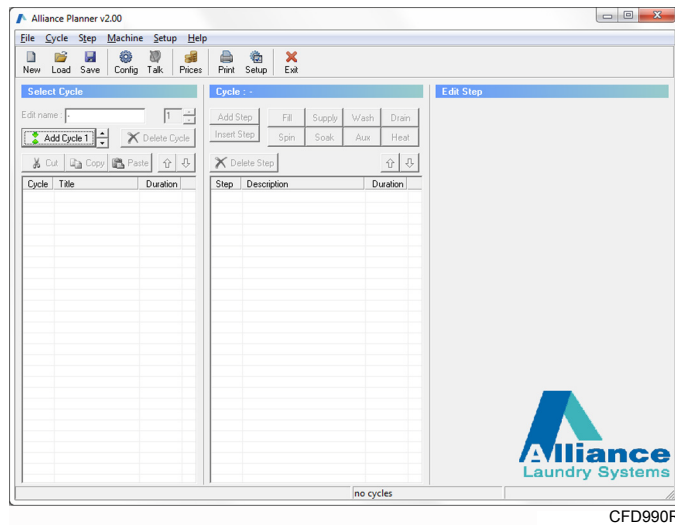 Alliance Planner v2.00
File Cycle Step Machine Setup Help
New Load Save Config Talk Prices Print Setup Exit
Select Cycle
Edit name : -
1
Add Cycle 1
Delete Cycle
Cut Copy Paste
Cycle Title Duration
Cycle : -
Add Step Fill Supply Wash Drain
Insert Step Spin Soak Aux Heat
Delete Step
Step Description Duration
Edit Step
Alliance
Laundry Systems
no cycles
CFD990R